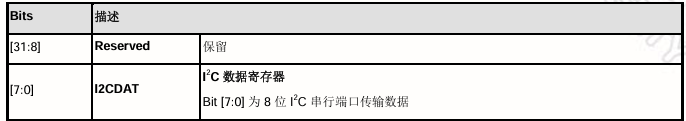 Bits 描述
[31:8] Reserved 保留
[7:0] I2CDAT I²C 数据寄存器
Bit [7:0] 为 8 位 I²C 串行端口传输数据